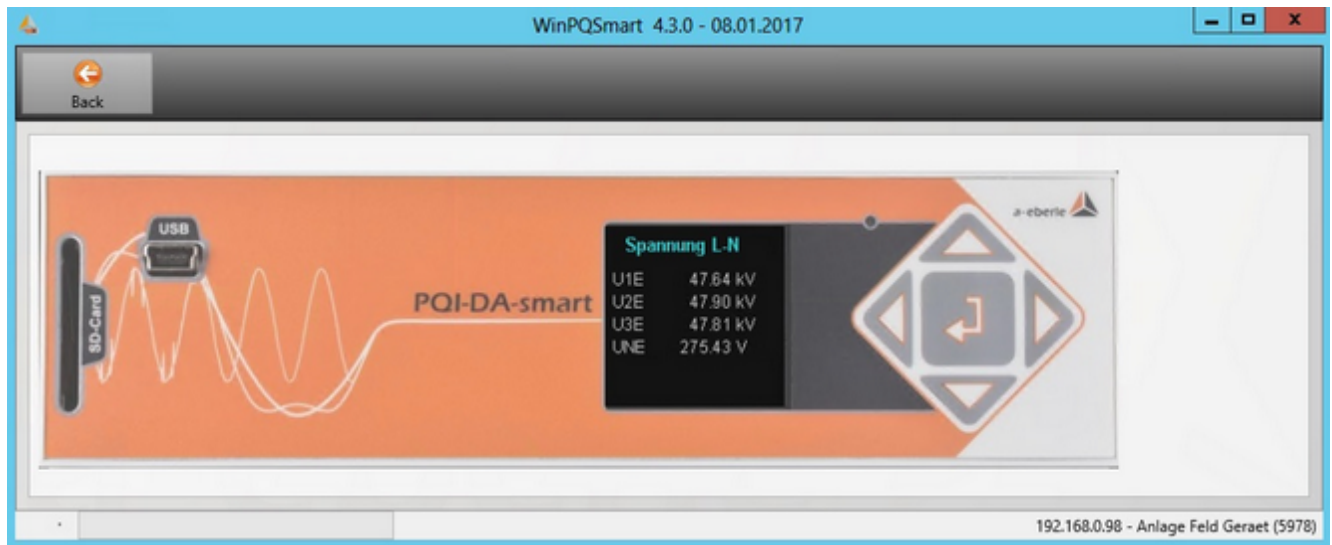 WinPQSmart 4.3.0 - 08.01.2017
Back
USB
SD-Card
PQI-DA-smart
Spannung L-N
U1E 47.64 kV
U2E 47.90 kV
U3E 47.81 kV
UNE 275.43 V
a-eberle
192.168.0.98 - Anlage Feld Geraet (5978)